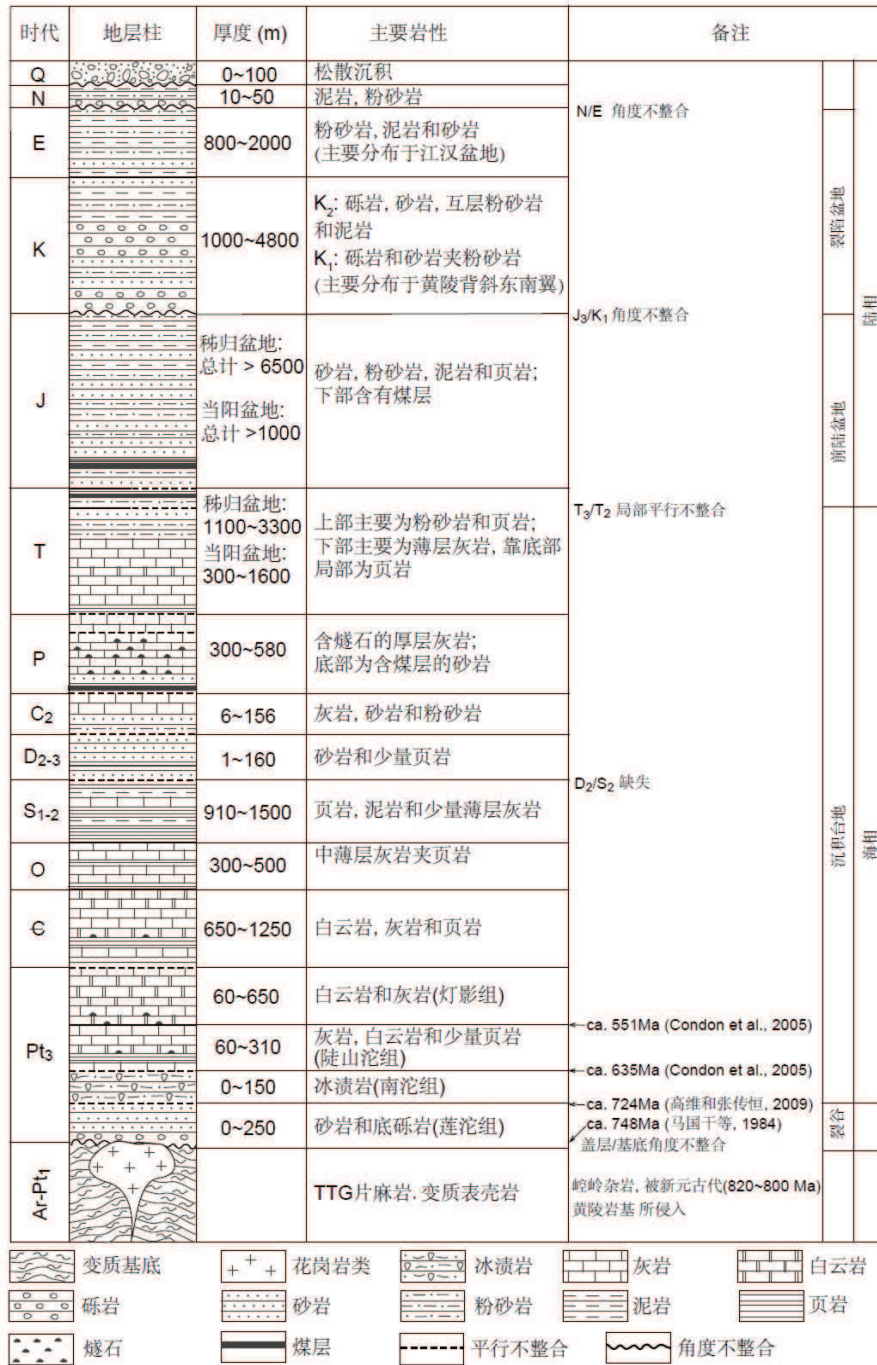 时代 地层柱 厚度 (m) 主要岩性 备注
Q 0~100 松散沉积
N 10~50 泥岩, 粉砂岩
N/E 角度不整合
E 800~2000 粉砂岩, 泥岩和砂岩
(主要分布于江汉盆地)
K 1000~4800 K2: 砾岩, 砂岩, 互层粉砂岩
和泥岩
K1: 砾岩和砂岩夹粉砂岩
(主要分布于黄陵背斜东南翼)
裂陷盆地
J3/K1 角度不整合
陆相
J 秭归盆地:
总计 > 6500
当阳盆地:
总计 >1000
砂岩, 粉砂岩, 泥岩和页岩;
下部含有煤层
前陆盆地
T3/T2 局部平行不整合
T 秭归盆地:
1100~3300
当阳盆地:
300~1600
上部主要为粉砂岩和页岩;
下部主要为薄层灰岩, 靠底部
局部为页岩
P 300~580 含燧石的厚层灰岩;
底部为含煤层的砂岩
C2 6~156 灰岩, 砂岩和粉砂岩
D2-3 1~160 砂岩和少量页岩
D2/S2 缺失
S1-2 910~1500 页岩, 泥岩和少量薄层灰岩
沉积台地
海相
O 300~500 中薄层灰岩夹页岩
Є 650~1250 白云岩, 灰岩和页岩
Pt3 60~650 白云岩和灰岩(灯影组)
ca. 551Ma (Condon et al., 2005)
60~310 灰岩, 白云岩和少量页岩
(陡山沱组)
ca. 635Ma (Condon et al., 2005)
0~150 冰渍岩(南沱组)
ca. 724Ma (高维和张传恒, 2009)
0~250 砂岩和底砾岩(莲沱组)
ca. 748Ma (马国干等, 1984)
盖层/基底角度不整合
裂谷
Ar-Pt1 TTG片麻岩, 变质表壳岩
崆岭杂岩, 被新元古代(820~800 Ma)
黄陵岩基 所侵入
变质基底 花岗岩类 冰渍岩 灰岩 白云岩
砾岩 砂岩 粉砂岩 泥岩 页岩
燧石 煤层 平行不整合 角度不整合